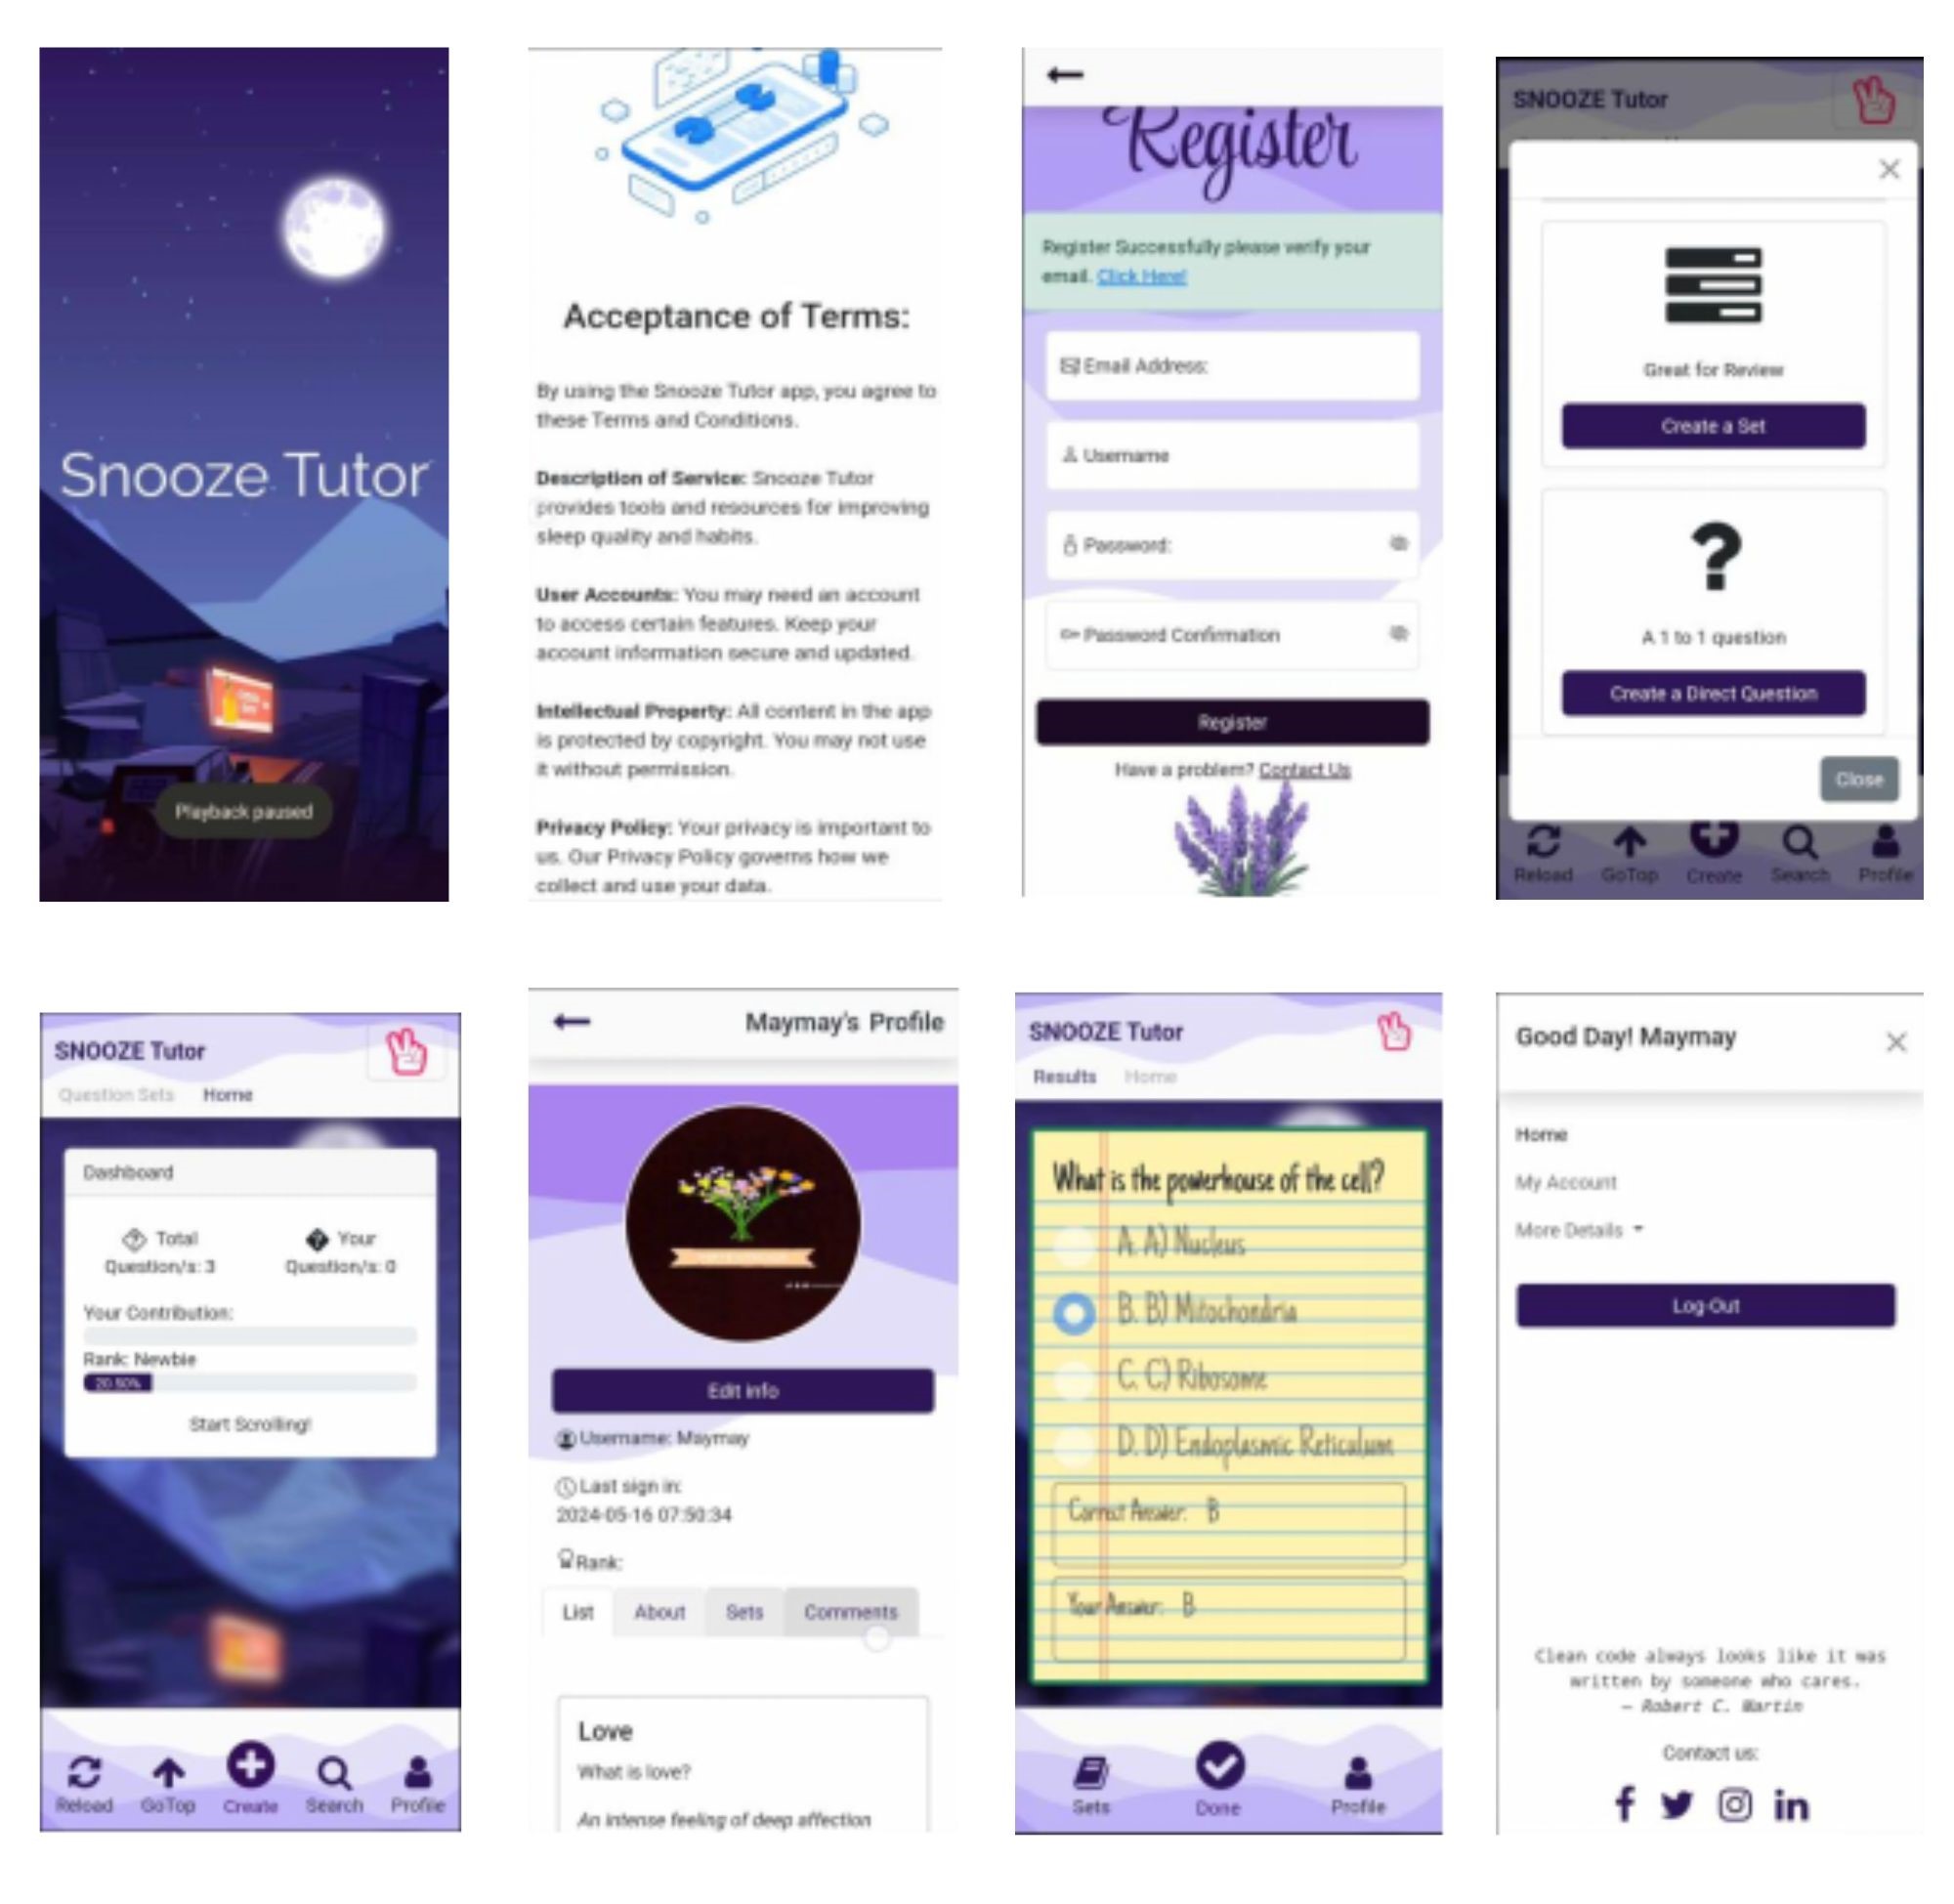 Snooze Tutor
Playback paused
Acceptance of Terms:
By using the Snooze Tutor app, you agree to
these Terms and Conditions.
Description of Service: Snooze Tutor
provides tools and resources for improving
sleep quality and habits.
User Accounts: You may need an account
to access certain features. Keep your
account information secure and updated.
Intellectual Property: All content in the app
is protected by copyright. You may not use
it without permission.
Privacy Policy: Your privacy is important to
us. Our Privacy Policy governs how we
collect and use your data.
Register
Register Successfully please verify your
email. Click Here!
Email Address:
Username
Password:
Password Confirmation
Register
Have a problem? Contact Us
SNOOZE Tutor
Great for Review
Create a Set
A 1 to 1 question
Create a Direct Question
Close
Reload GoTop Create Search Profile
SNOOZE Tutor
Question Sets Home
Dashboard
Total Question/s: 3
Your Question/s: 0
Your Contribution:
Rank: Newbie
20.50%
Start Scrolling!
Reload GoTop Create Search Profile
Maymay's Profile
Edit info
Username: Maymay
Last sign in:
2024-05-16 07:50:34
Rank:
List About Sets Comments
Love
What is love?
An intense feeling of deep affection
SNOOZE Tutor
Results Home
What is the powerhouse of the cell?
A. A) Nucleus
B. B) Mitochondria
C. C) Ribosome
D. D) Endoplasmic Reticulum
Correct Answer: B
Your Answer: B
Sets Done Profile
Good Day! Maymay
Home
My Account
More Details
Log-Out
Clean code always looks like it was
written by someone who cares.
— Robert C. Martin
Contact us: